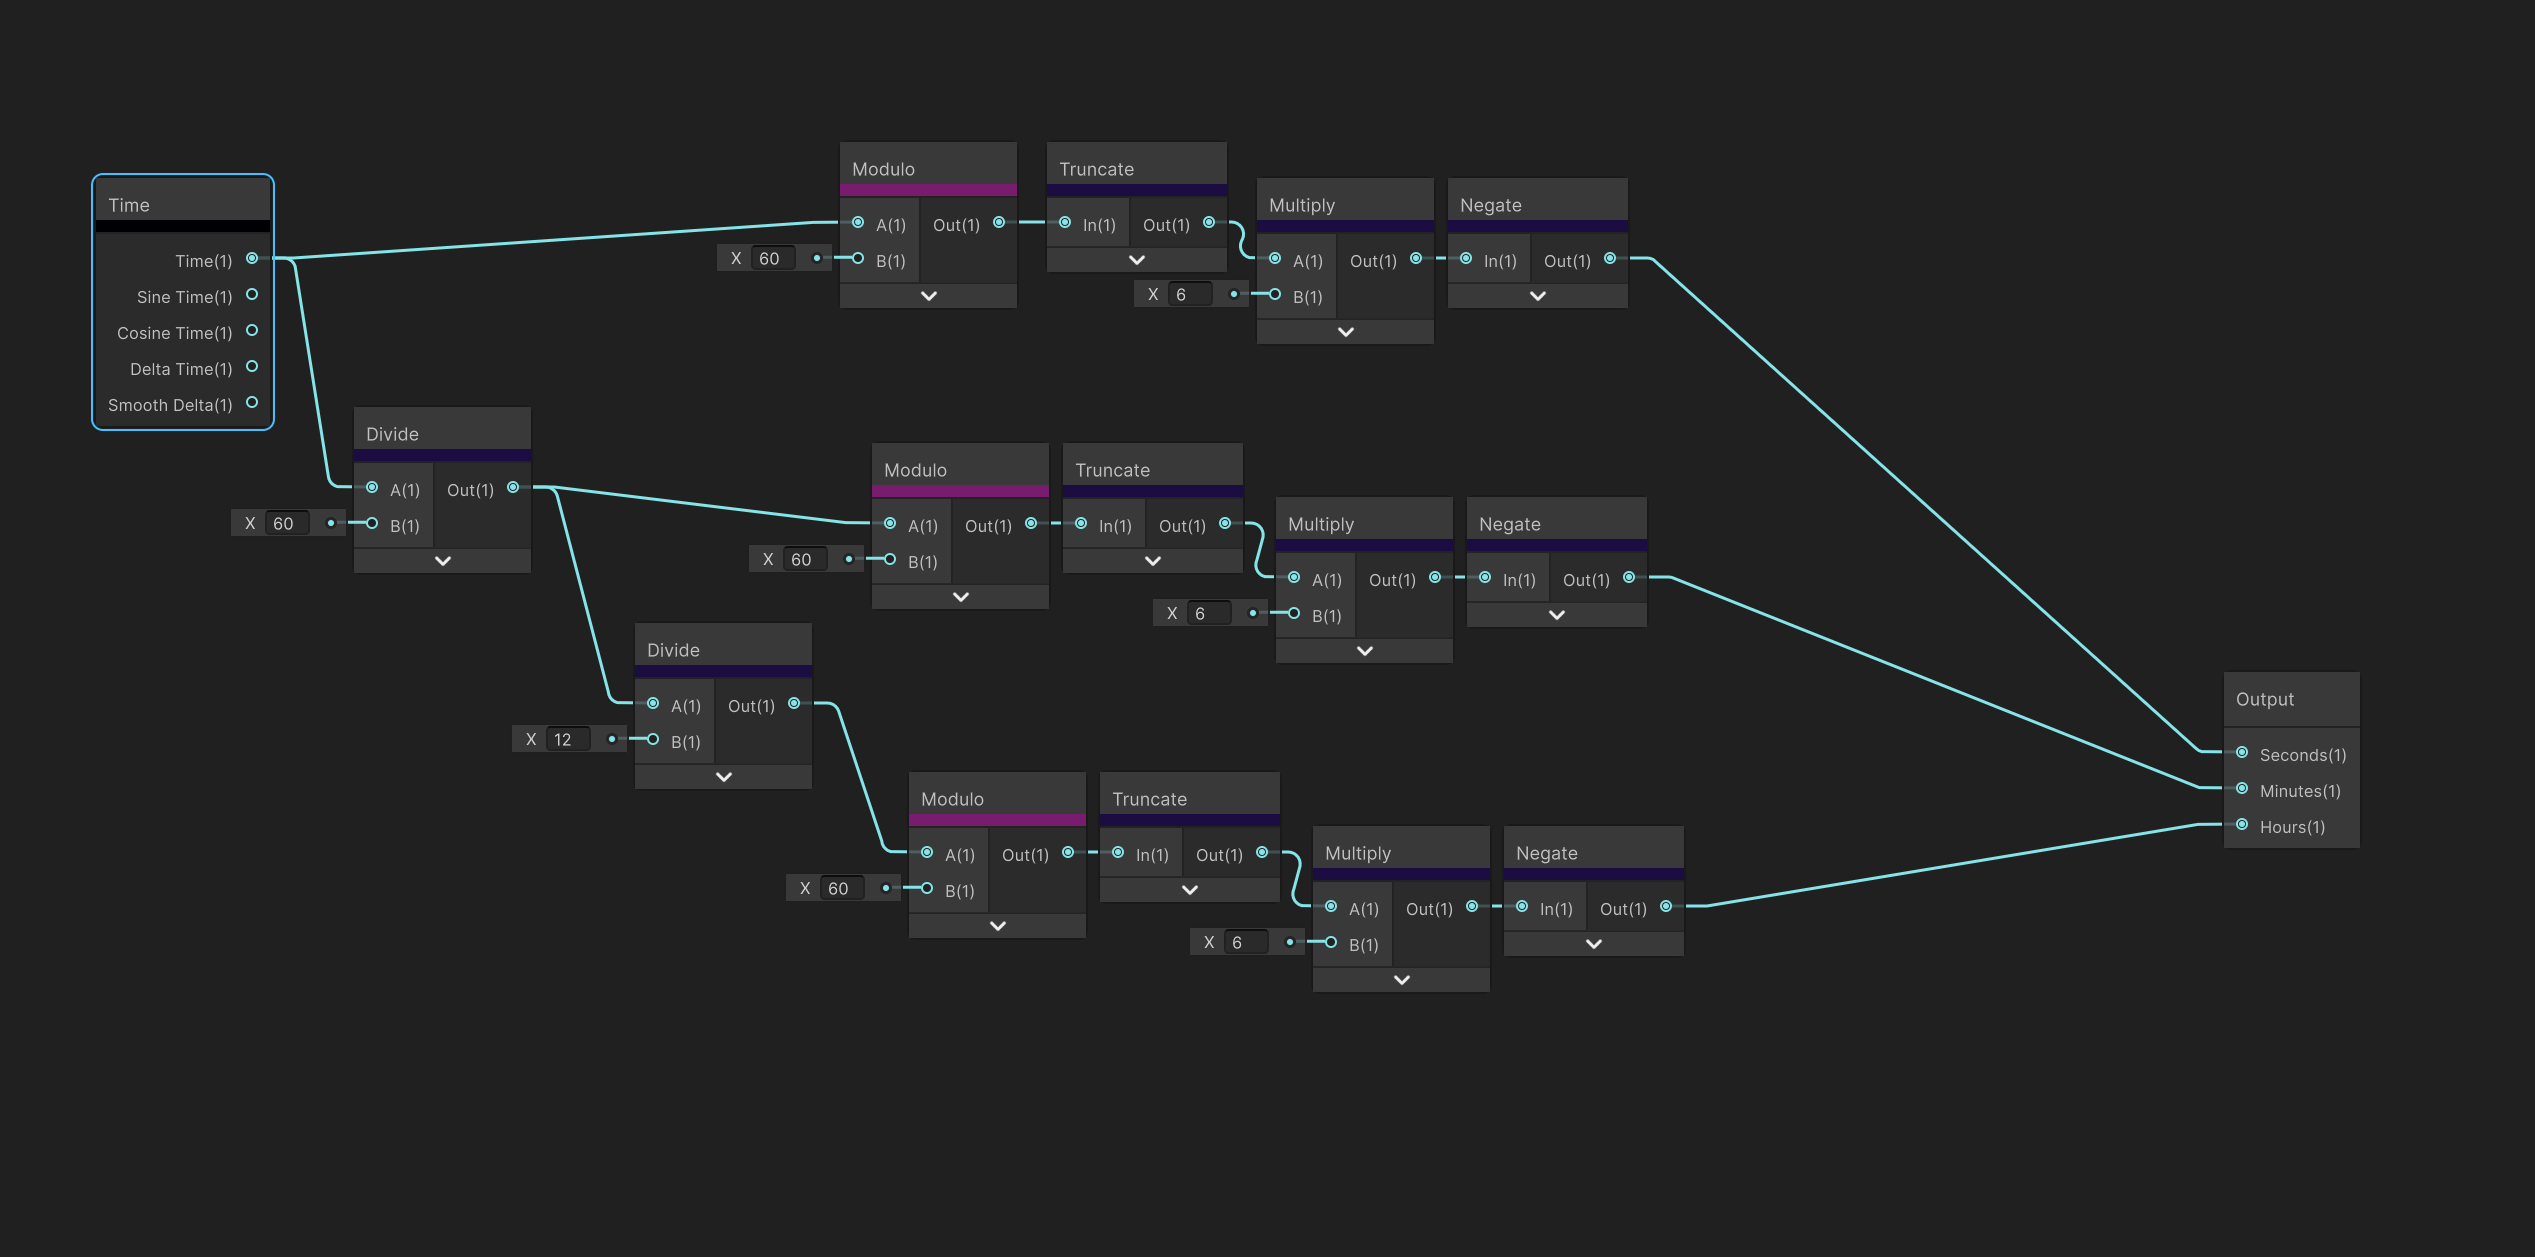 Time
Time(1)
Sine Time(1)
Cosine Time(1)
Delta Time(1)
Smooth Delta(1)
Modulo
A(1) Out(1)
X 60 B(1)
Truncate
In(1) Out(1)
Multiply
A(1) Out(1)
X 6 B(1)
Negate
In(1) Out(1)
Divide
A(1) Out(1)
X 60 B(1)
Modulo
A(1) Out(1)
X 60 B(1)
Truncate
In(1) Out(1)
Multiply
A(1) Out(1)
X 6 B(1)
Negate
In(1) Out(1)
Divide
A(1) Out(1)
X 12 B(1)
Modulo
A(1) Out(1)
X 60 B(1)
Truncate
In(1) Out(1)
Multiply
A(1) Out(1)
X 6 B(1)
Negate
In(1) Out(1)
Output
Seconds(1)
Minutes(1)
Hours(1)